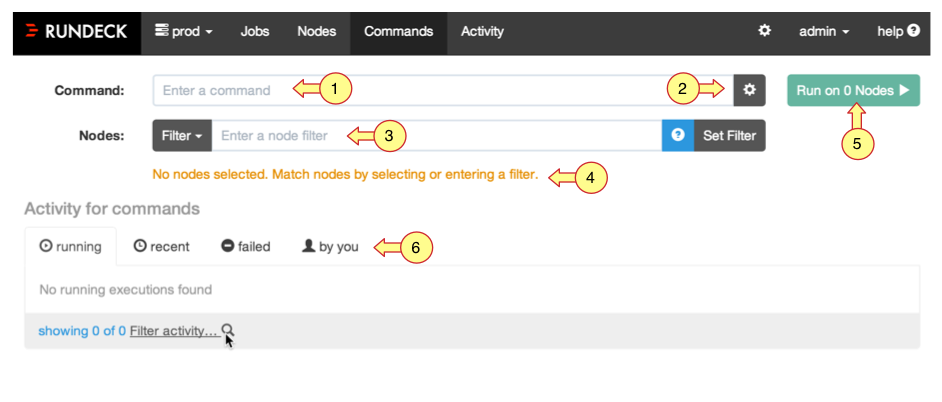 RUNDECK prod Jobs Nodes Commands Activity admin help
Command: Enter a command 1 2 Run on 0 Nodes
Nodes: Filter Enter a node filter 3 ? Set Filter 5
No nodes selected. Match nodes by selecting or entering a filter. 4
Activity for commands
running recent failed by you 6
No running executions found
showing 0 of 0 Filter activity...